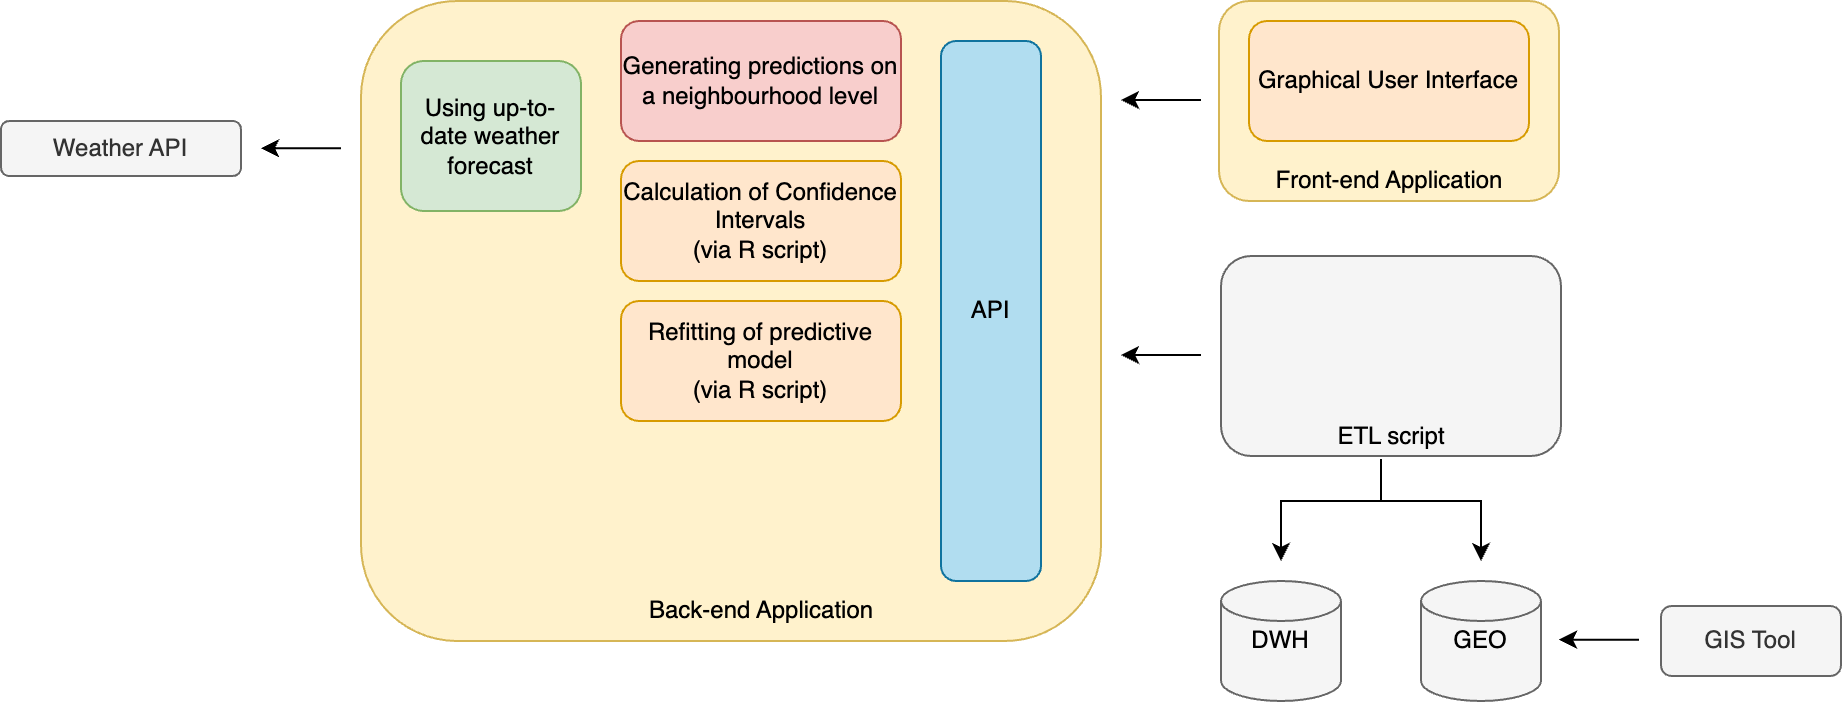 Weather API
Using up-to-
date weather
forecast
Generating predictions on
a neighbourhood level
Calculation of Confidence
Intervals
(via R script)
Refitting of predictive
model
(via R script)
API
Back-end Application
Graphical User Interface
Front-end Application
ETL script
DWH
GEO
GIS Tool